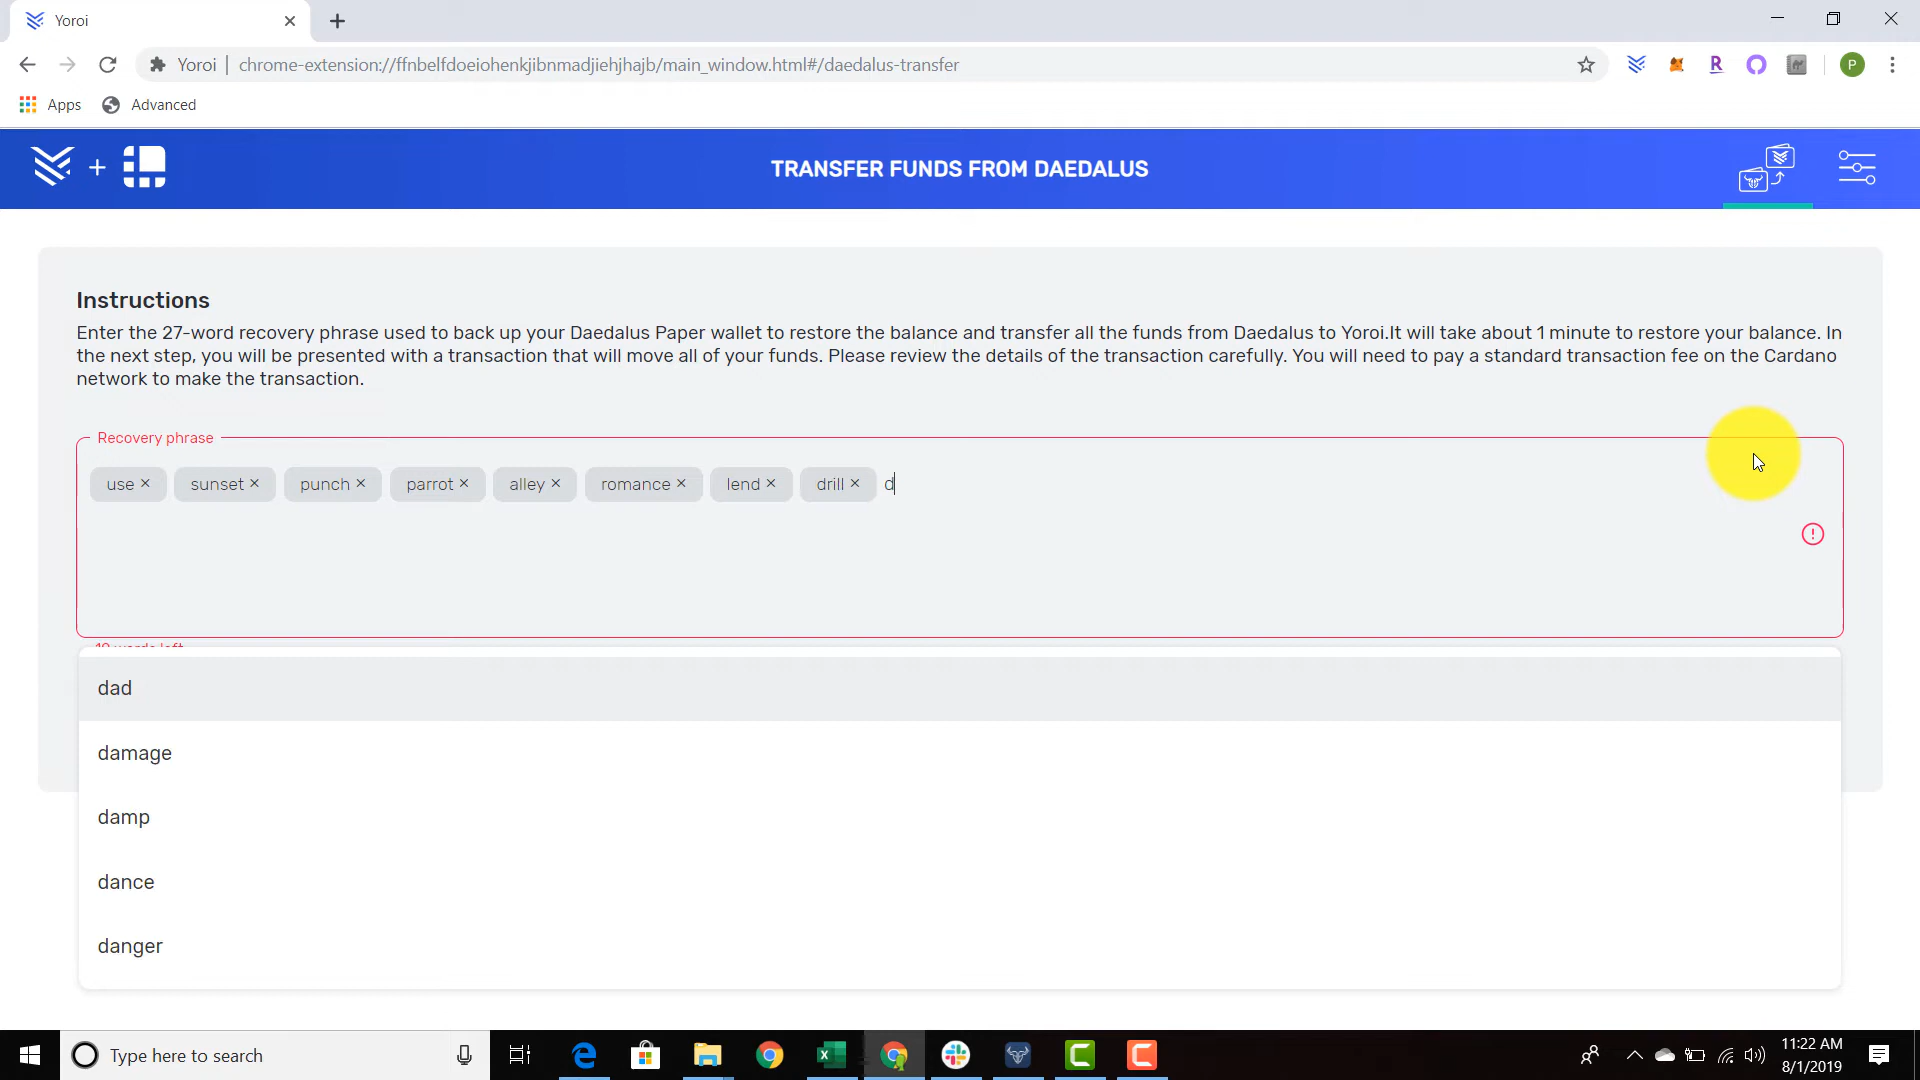 Yoroi
Yoroi
chrome-extension://ffnbelfdoeiohenkjibnmadjiehjhajb/main_window.html#/daedalus-transfer
R
P
Apps
Advanced
TRANSFER FUNDS FROM DAEDALUS
Instructions
Enter the 27-word recovery phrase used to back up your Daedalus Paper wallet to restore the balance and transfer all the funds from Daedalus to Yoroi.It will take about 1 minute to restore your balance. In
the next step, you will be presented with a transaction that will move all of your funds. Please review the details of the transaction carefully. You will need to pay a standard transaction fee on the Cardano
network to make the transaction.
Recovery phrase
use × sunset × punch × parrot × alley × romance × lend × drill × d
words left
dad
damage
damp
dance
danger
Type here to search
11:22 AM
8/1/2019